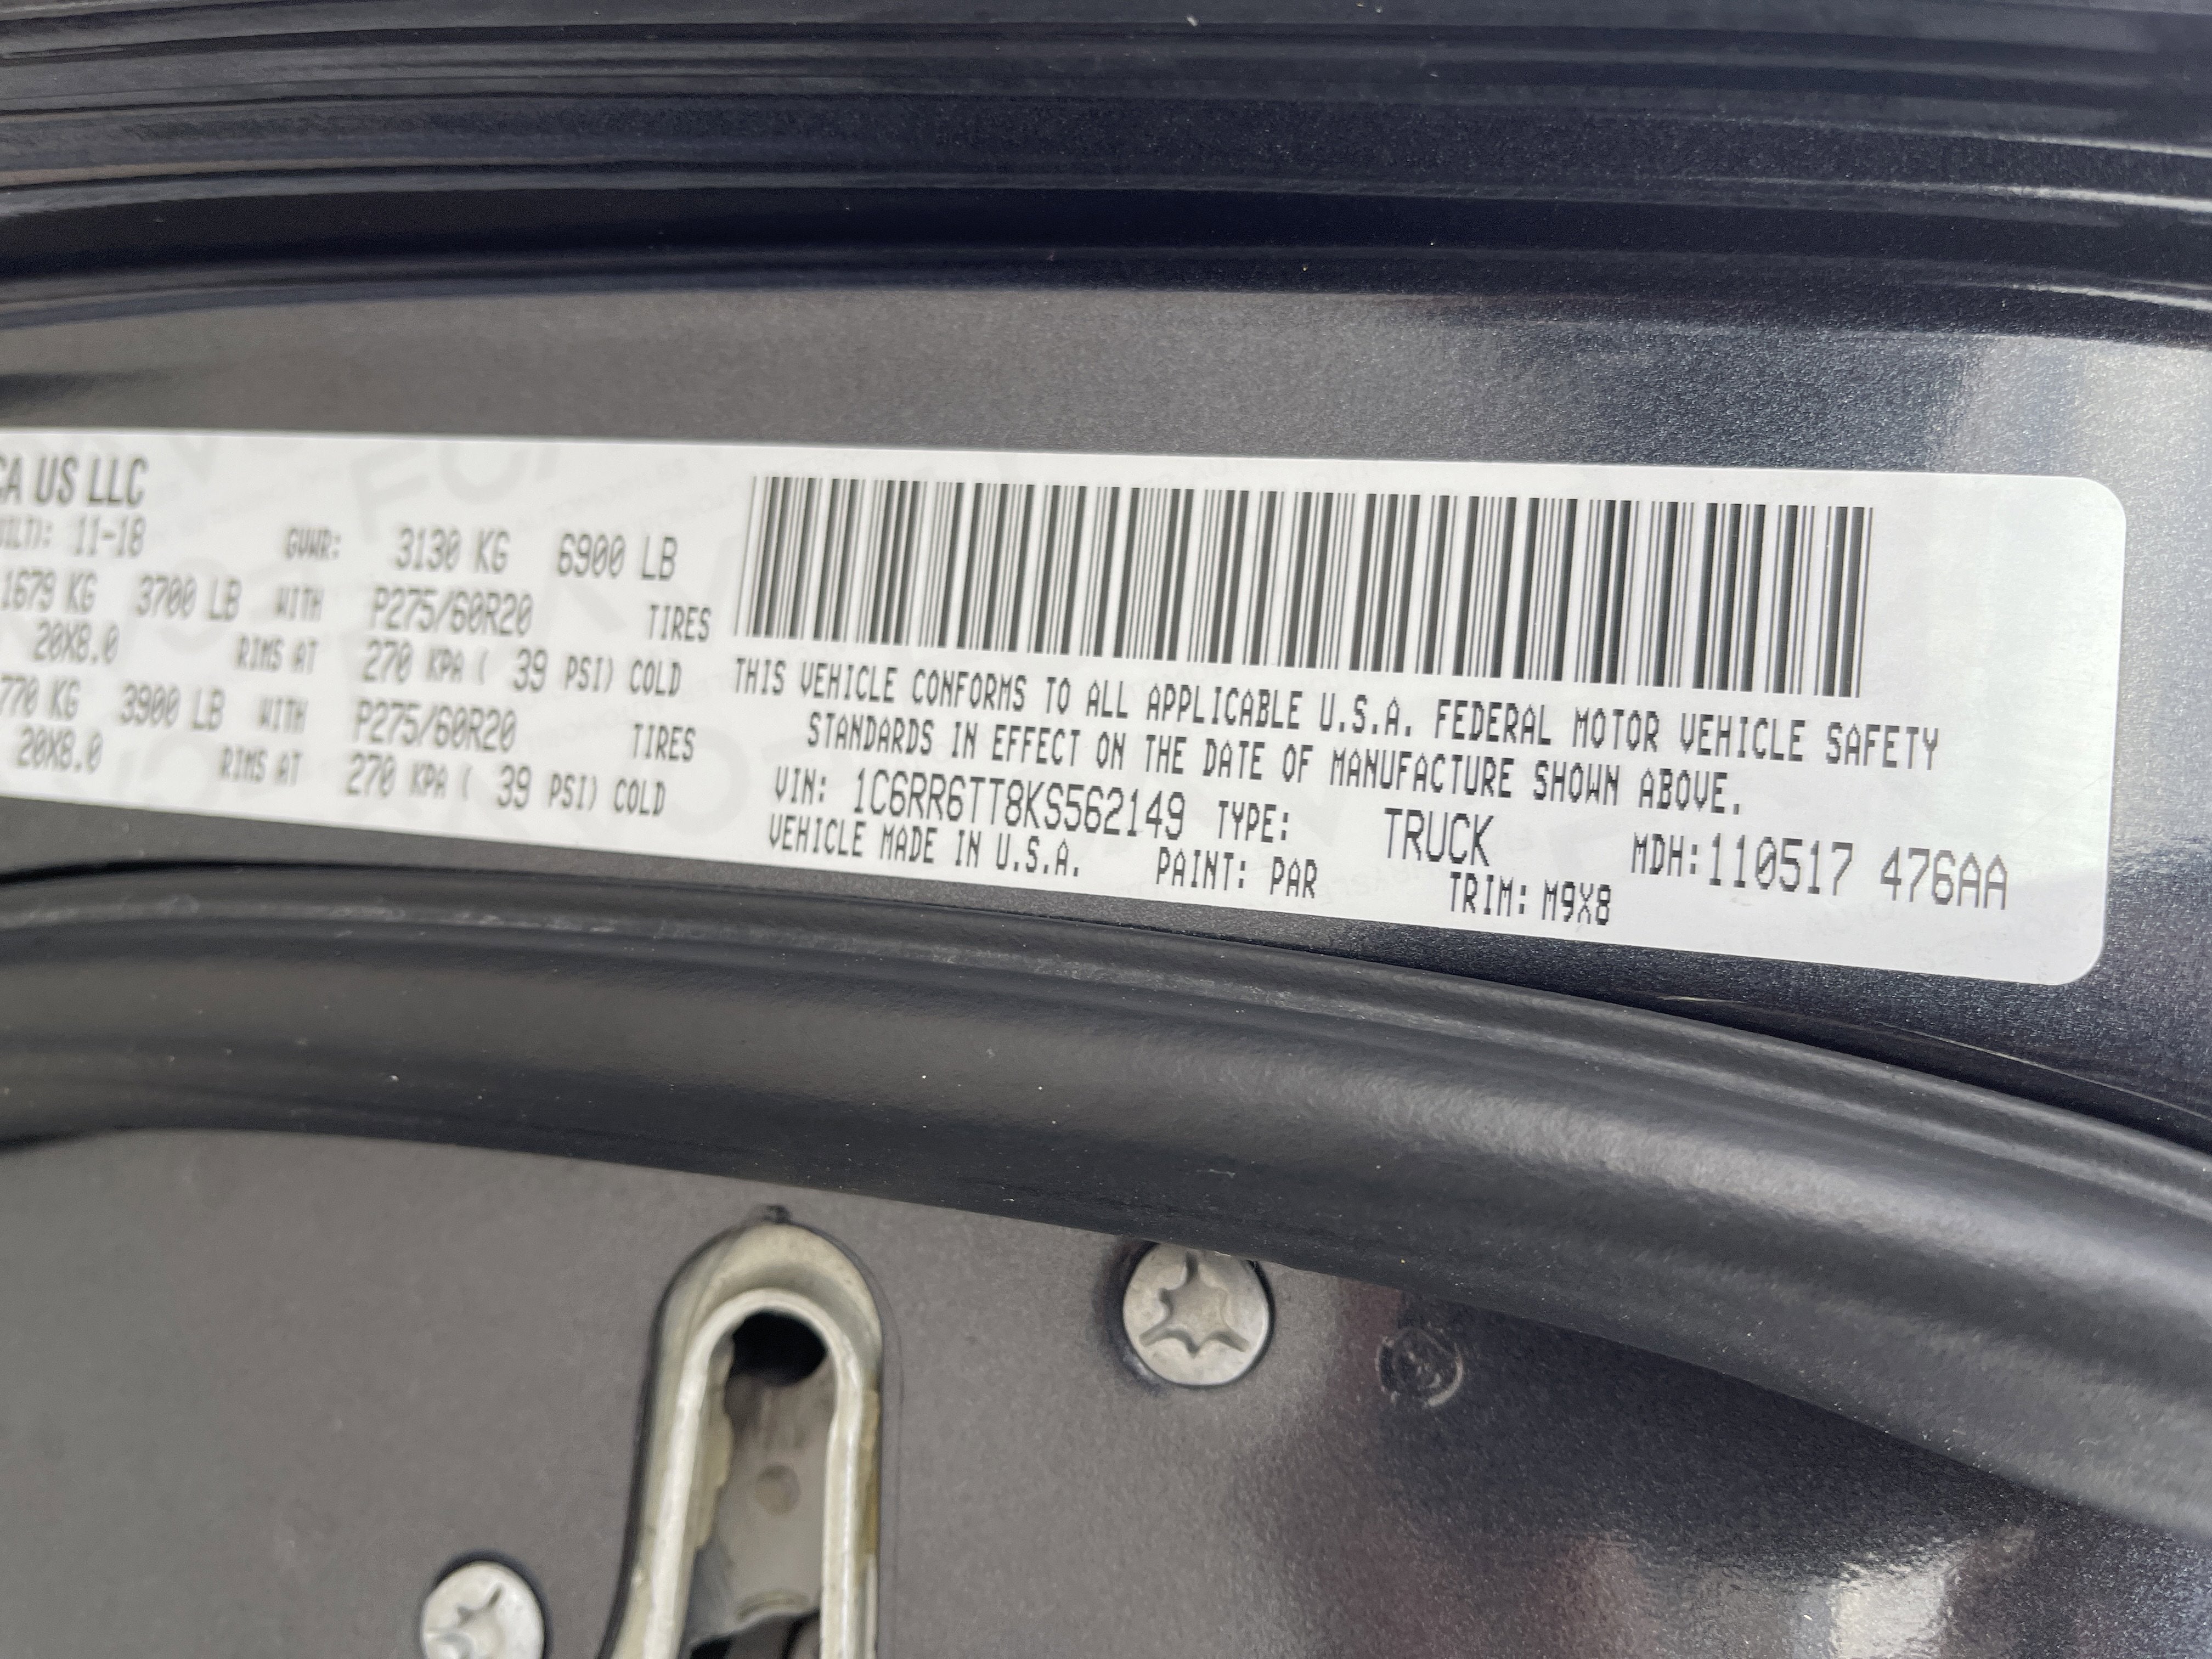 CA US LLC
UILT): 11-18 GVWR: 3130 KG 6900 LB
1679 KG 3700 LB WITH P275/60R20 TIRES
20X8.0 RIMS AT 270 KPA ( 39 PSI) COLD
770 KG 3900 LB WITH P275/60R20 TIRES
20X8.0 RIMS AT 270 KPA ( 39 PSI) COLD
THIS VEHICLE CONFORMS TO ALL APPLICABLE U.S.A. FEDERAL MOTOR VEHICLE SAFETY
STANDARDS IN EFFECT ON THE DATE OF MANUFACTURE SHOWN ABOVE.
VIN: 1C6RR6TT8KS562149 TYPE: TRUCK MDH:110517 476AA
VEHICLE MADE IN U.S.A. PAINT: PAR TRIM: M9X8